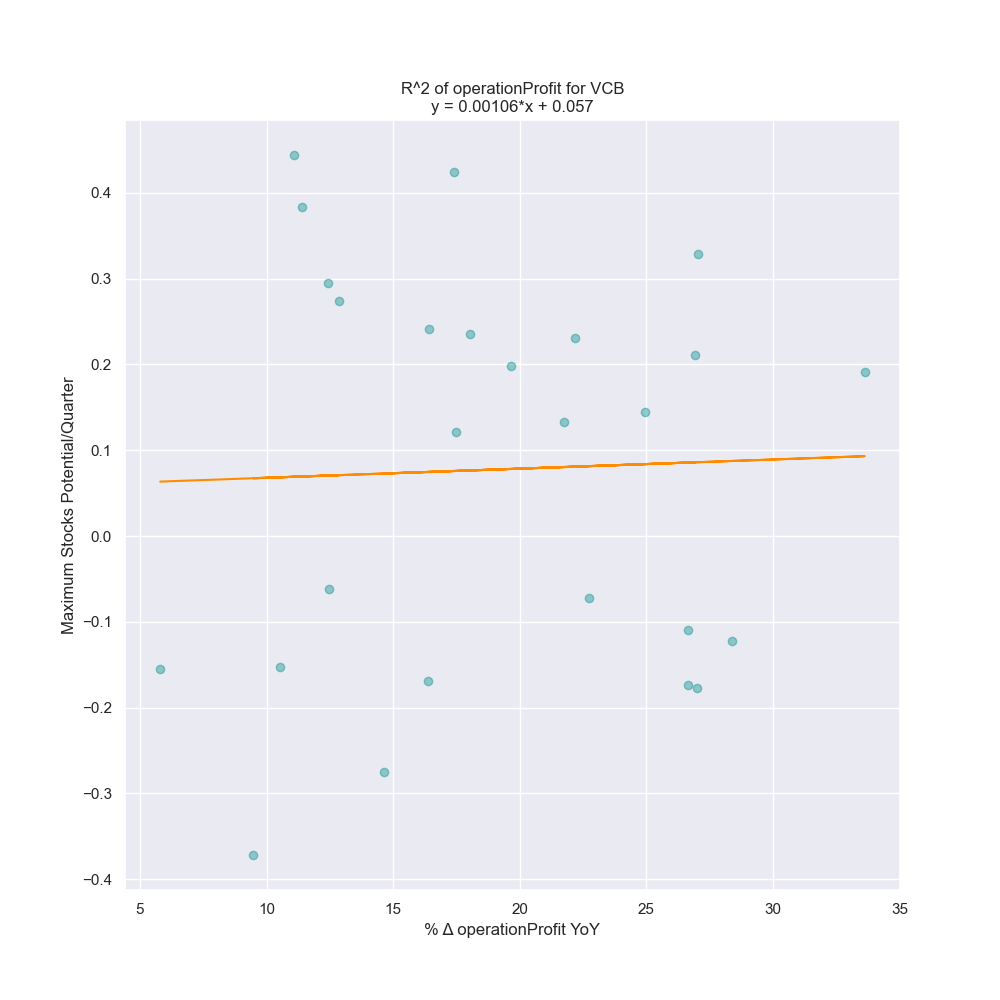 R^2 of operationProfit for VCB
y = 0.00106*x + 0.057
Maximum Stocks Potential/Quarter
0.4
0.3
0.2
0.1
0.0
−0.1
−0.2
−0.3
−0.4
5 10 15 20 25 30 35
% Δ operationProfit YoY